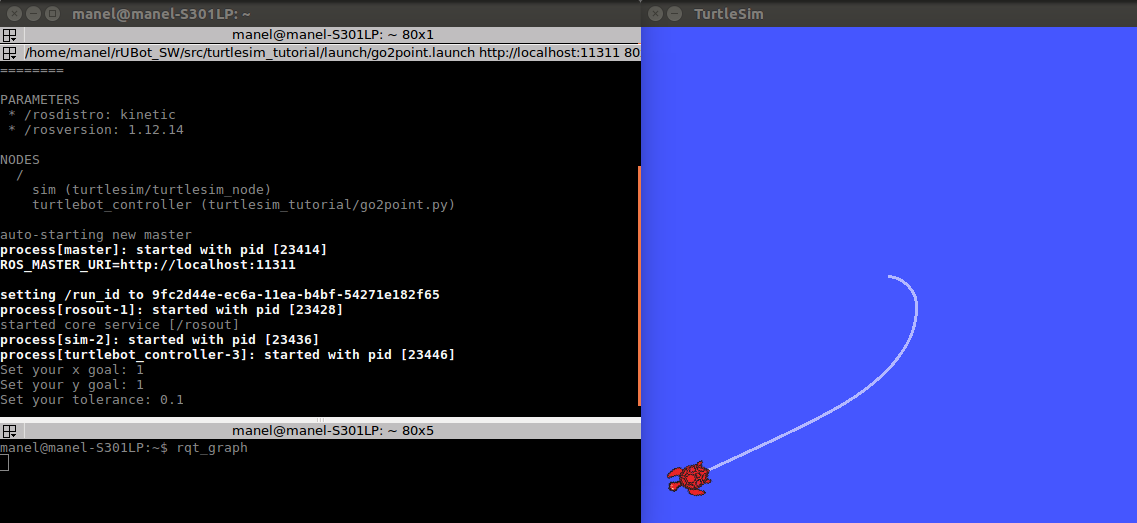 manel@manel-S301LP: ~
manel@manel-S301LP: ~ 80x1
/home/manel/rUBot_SW/src/turtlesim_tutorial/launch/go2point.launch http://localhost:11311 80
========
PARAMETERS
* /rosdistro: kinetic
* /rosversion: 1.12.14
NODES
/
sim (turtlesim/turtlesim_node)
turtlebot_controller (turtlesim_tutorial/go2point.py)
auto-starting new master
process[master]: started with pid [23414]
ROS_MASTER_URI=http://localhost:11311
setting /run_id to 9fc2d44e-ec6a-11ea-b4bf-54271e182f65
process[rosout-1]: started with pid [23428]
started core service [/rosout]
process[sim-2]: started with pid [23436]
process[turtlebot_controller-3]: started with pid [23446]
Set your x goal: 1
Set your y goal: 1
Set your tolerance: 0.1
manel@manel-S301LP: ~ 80x5
manel@manel-S301LP:~$ rqt_graph
TurtleSim